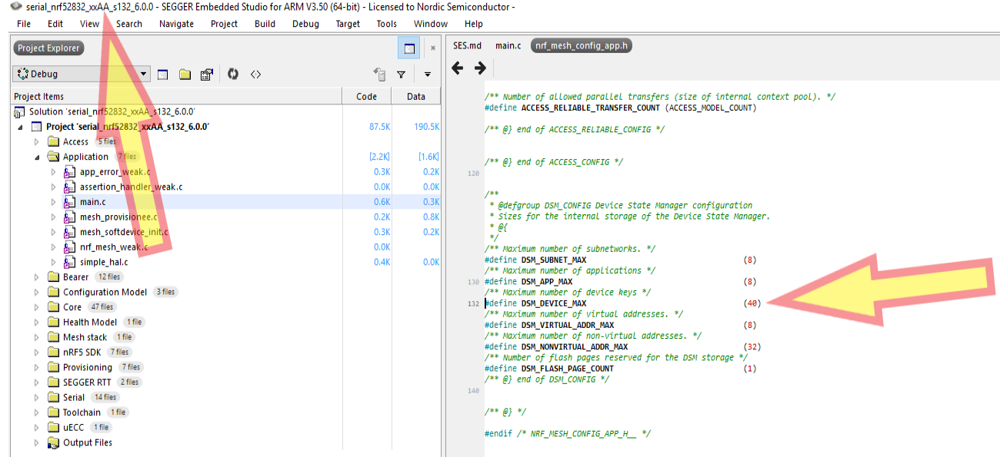 serial_nrf52832_xxAA_s132_6.0.0 - SEGGER Embedded Studio for ARM V3.50 (64-bit) - Licensed to Nordic Semiconductor -
File Edit View Search Navigate Project Build Debug Target Tools Window Help
Project Explorer
Debug
Project Items Code Data
Solution 'serial_nrf52832_xxAA_s132_6.0.0'
Project 'serial_nrf52832_xxAA_s132_6.0.0' 87.5K 190.5K
Access 5 files
Application 7 files [2.2K] [1.6K]
app_error_weak.c 0.3K 0.2K
assertion_handler_weak.c 0.0K 0.0K
main.c 0.6K 0.3K
mesh_provisionee.c 0.2K 0.8K
mesh_softdevice_init.c 0.3K 0.2K
nrf_mesh_weak.c 0.0K
simple_hal.c 0.4K 0.0K
Bearer 12 files
Configuration Model 3 files
Core 47 files
Health Model 1 file
Mesh stack 1 file
nRF5 SDK 7 files
Provisioning 7 files
SEGGER RTT 2 files
Serial 14 files
Toolchain 1 file
uECC 1 file
Output Files
SES.md main.c nrf_mesh_config_app.h
/** Number of allowed parallel transfers (size of internal context pool). */
#define ACCESS_RELIABLE_TRANSFER_COUNT (ACCESS_MODEL_COUNT)
/** @} end of ACCESS_RELIABLE_CONFIG */
/** @} end of ACCESS_CONFIG */
120
/**
* @defgroup DSM_CONFIG Device State Manager configuration
* Sizes for the internal storage of the Device State Manager.
* @{
*/
/** Maximum number of subnetworks. */
#define DSM_SUBNET_MAX (8)
/** Maximum number of applications */
130 #define DSM_APP_MAX (8)
/** Maximum number of device keys */
132 #define DSM_DEVICE_MAX (40)
/** Maximum number of virtual addresses. */
#define DSM_VIRTUAL_ADDR_MAX (8)
/** Maximum number of non-virtual addresses. */
#define DSM_NONVIRTUAL_ADDR_MAX (32)
/** Number of flash pages reserved for the DSM storage */
#define DSM_FLASH_PAGE_COUNT (1)
/** @} end of DSM_CONFIG */
140
/** @} */
#endif /* NRF_MESH_CONFIG_APP_H__ */